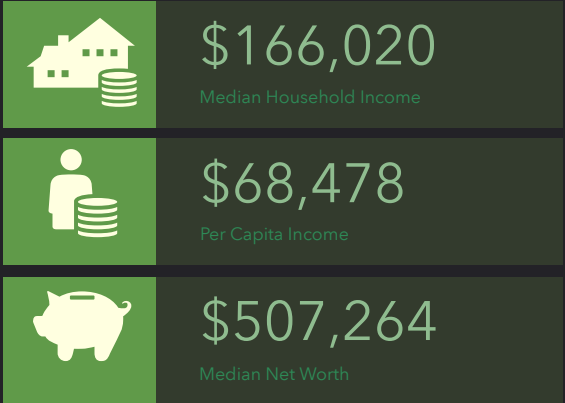 $166,020
Median Household Income
$68,478
Per Capita Income
$507,264
Median Net Worth